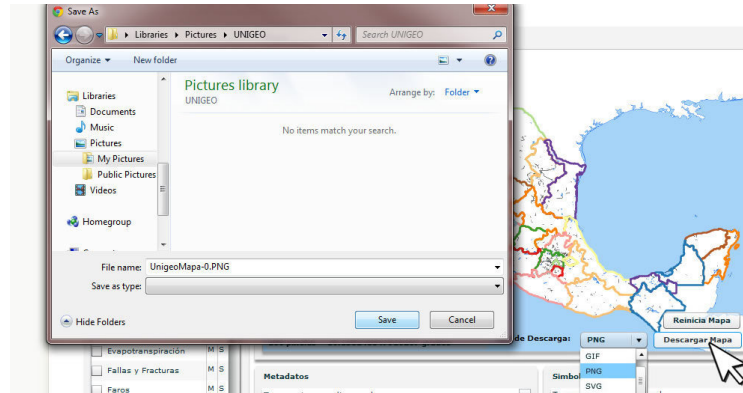 Save As
Libraries ▸ Pictures ▸ UNIGEO
Search UNIGEO
Organize
New folder
Pictures library
UNIGEO
Arrange by: Folder
No items match your search.
Libraries
Documents
Music
Pictures
My Pictures
Public Pictures
Videos
Homegroup
File name: UnigeoMapa-0.PNG
Save as type:
Hide Folders
Save
Cancel
Reinicia Mapa
de Descarga:
PNG
Descargar Mapa
GIF
PNG
SVG
Evapotranspiración M S
Fallas y Fracturas M S
Faros M S
Metadatos
Simbol